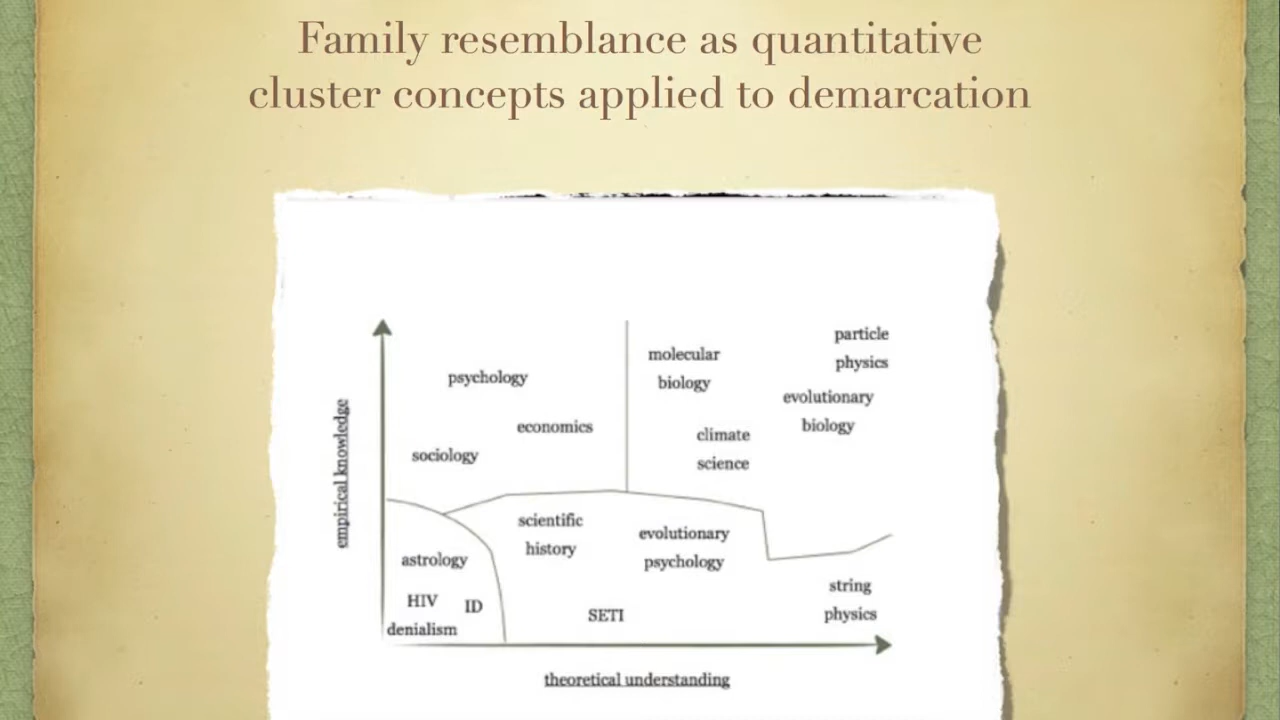 Family resemblance as quantitative
cluster concepts applied to demarcation
empirical knowledge
psychology
economics
sociology
molecular
biology
particle
physics
evolutionary
biology
climate
science
astrology
HIV
denialism
ID
scientific
history
evolutionary
psychology
SETI
string
physics
theoretical understanding